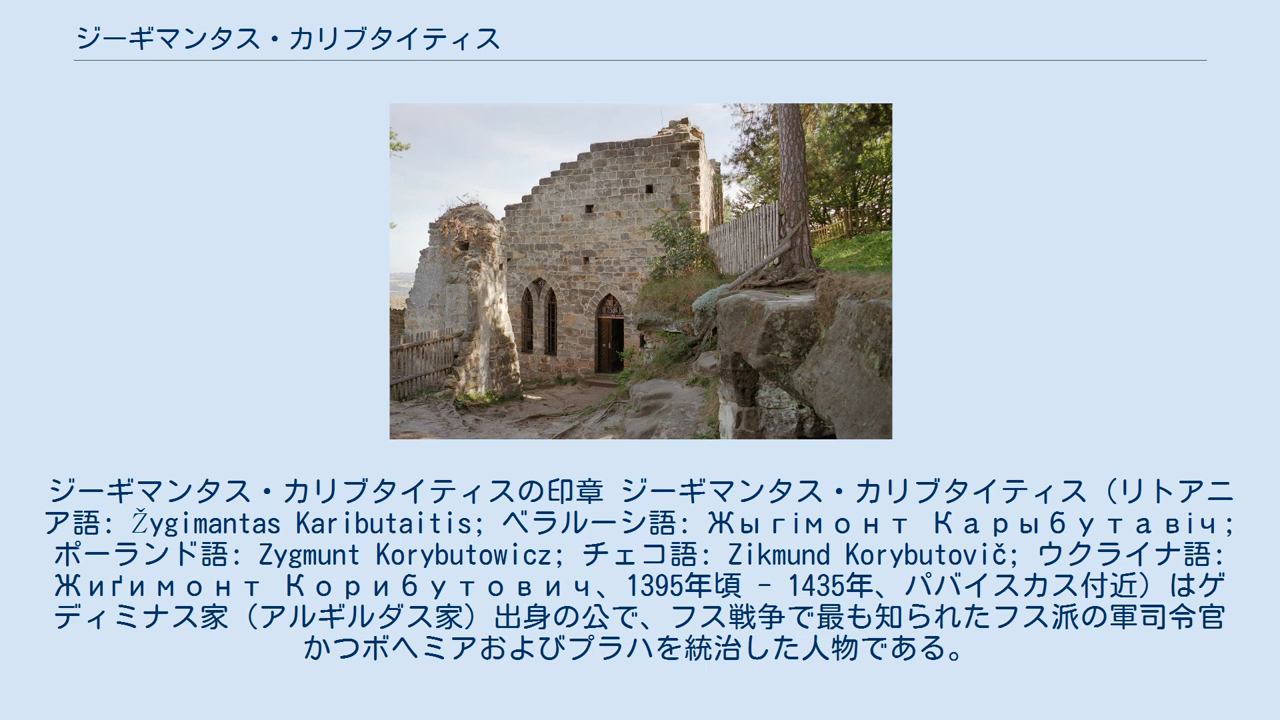 ジーギマンタス・カリブタイティス
ジーギマンタス・カリブタイティスの印章 ジーギマンタス・カリブタイティス（リトアニ
ア語: Žygimantas Kaributaitis; ベラルーシ語: Жыгімонт Карыбутавіч;
ポーランド語: Zygmunt Korybutowicz; チェコ語: Zikmund Korybutovič; ウクライナ語:
Жиґимонт Корибутович、1395年頃 – 1435年、パバイスカス付近）はゲ
ディミナス家（アルギルダス家）出身の公で、フス戦争で最も知られたフス派の軍司令官
かつボヘミアおよびプラハを統治した人物である。